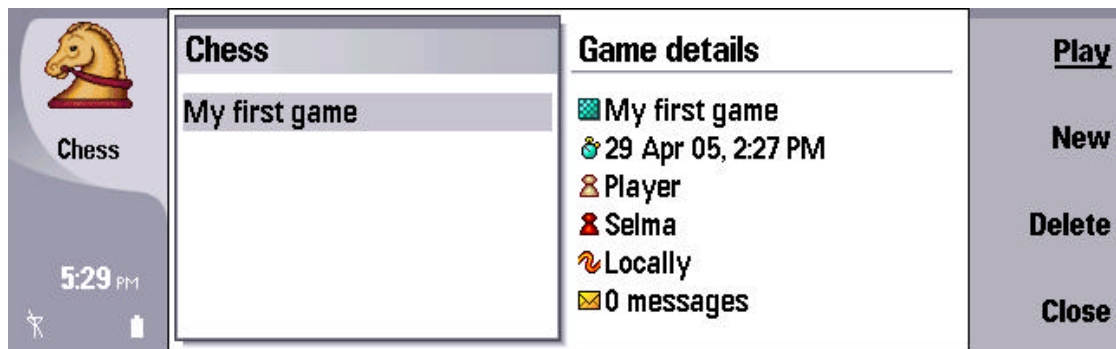 Chess
5:29 PM
Chess
My first game
Game details
My first game
29 Apr 05, 2:27 PM
Player
Selma
Locally
0 messages
Play
New
Delete
Close